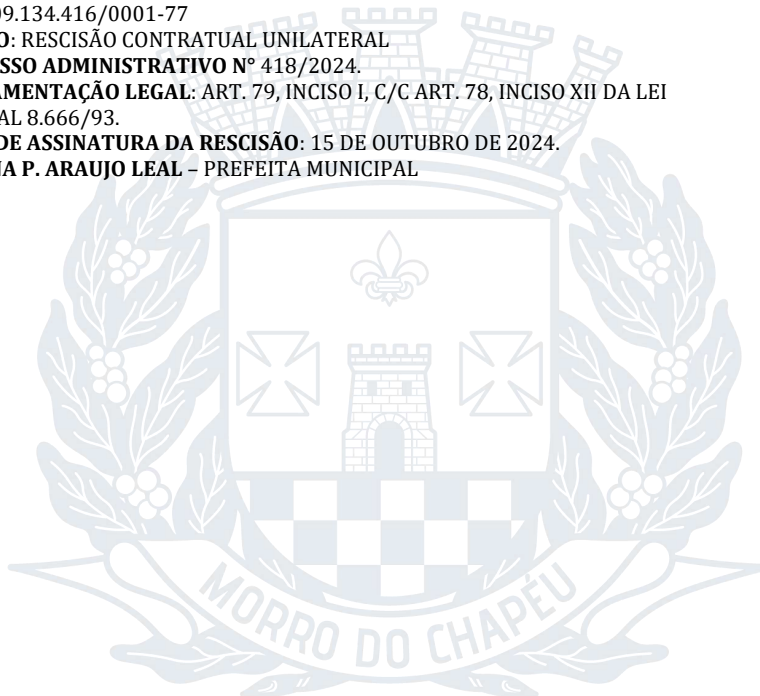 09.134.416/0001-77
O: RESCISÃO CONTRATUAL UNILATERAL
SSO ADMINISTRATIVO N° 418/2024.
AMENTAÇÃO LEGAL: ART. 79, INCISO I, C/C ART. 78, INCISO XII DA LEI
AL 8.666/93.
DE ASSINATURA DA RESCISÃO: 15 DE OUTUBRO DE 2024.
NA P. ARAUJO LEAL – PREFEITA MUNICIPAL
MORRO DO CHAPÉU